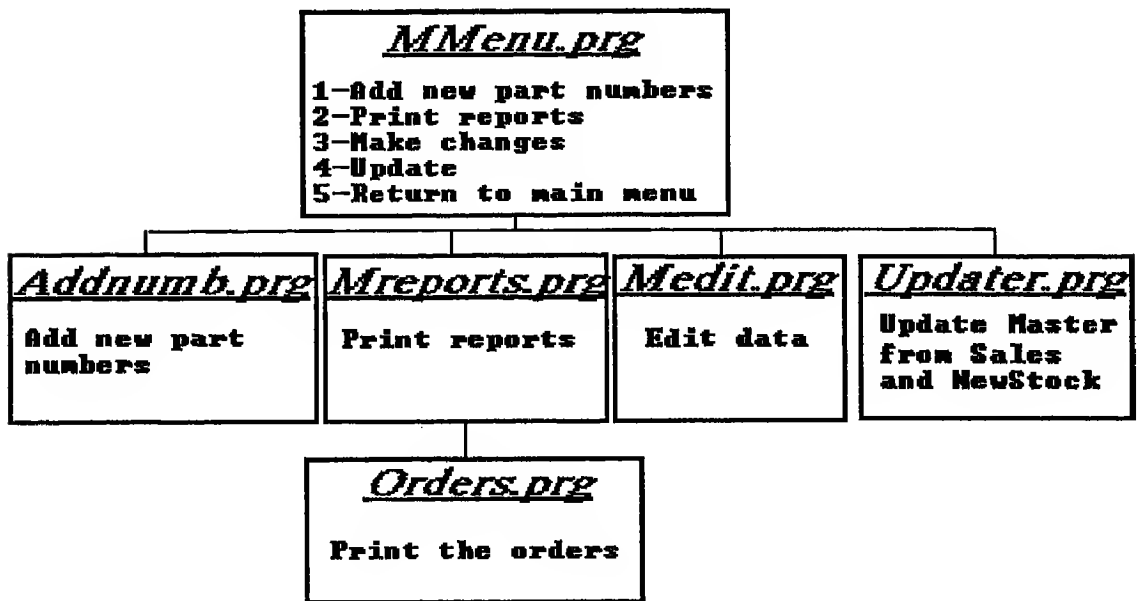 MMenu.prg
1-Add new part numbers
2-Print reports
3-Make changes
4-Update
5-Return to main menu
Addnumb.prg
Add new part
numbers
Mreports.prg
Print reports
Medit.prg
Edit data
Updater.prg
Update Master
from Sales
and NewStock
Orders.prg
Print the orders